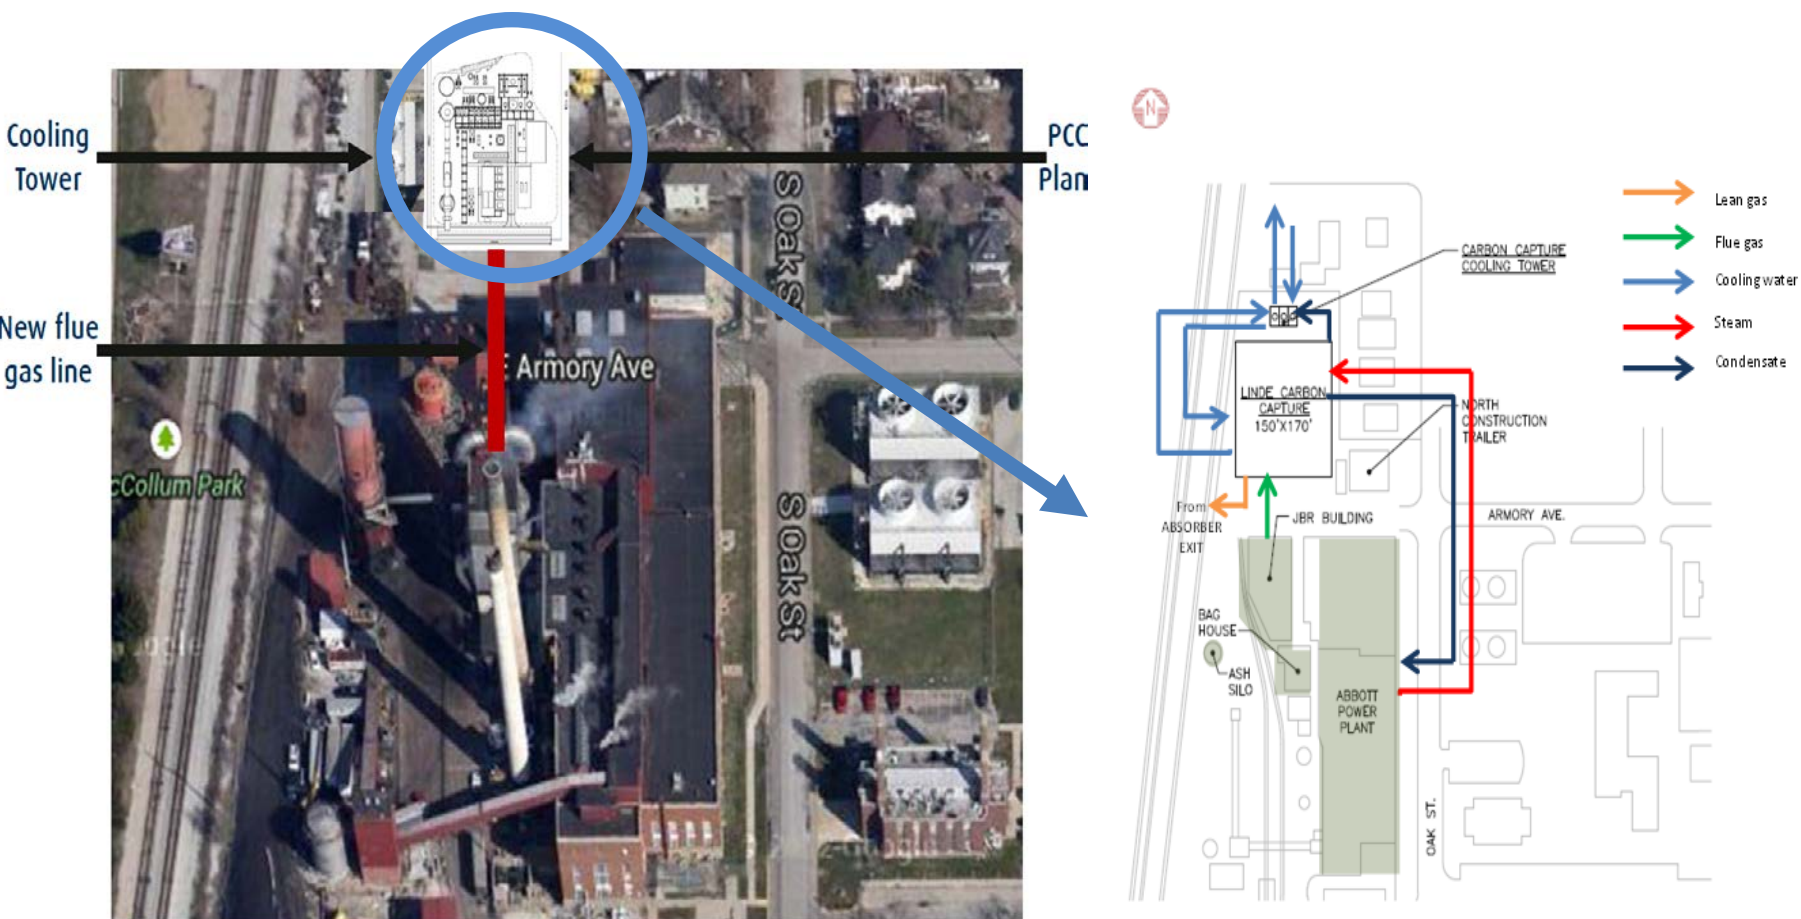 Cooling
Tower
New flue
gas line
PCC
Plan
S Oak St
E Armory Ave
cCollum Park
S Oak St
N
Lean gas
Flue gas
Cooling water
Steam
Condensate
CARBON CAPTURE
COOLING TOWER
LINDE CARBON
CAPTURE
150'X170'
NORTH
CONSTRUCTION
TRAILER
From
ABSORBER
EXIT
JBR BUILDING
ARMORY AVE.
BAG
HOUSE
ASH
SILO
ABBOTT
POWER
PLANT
OAK ST.